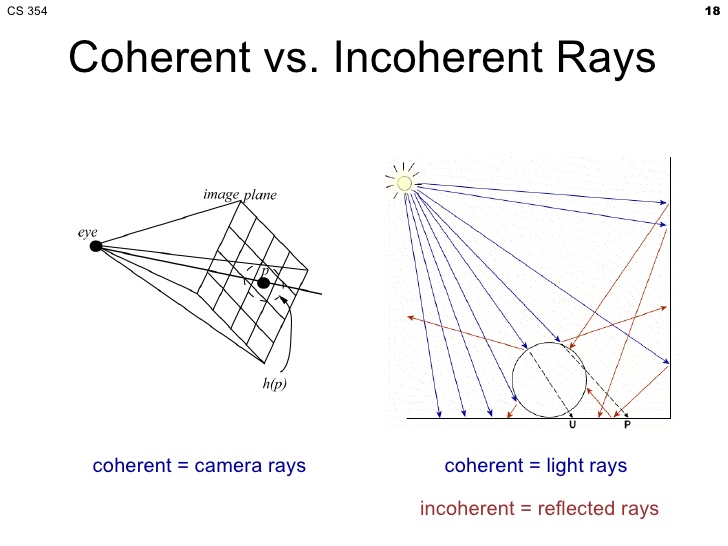 CS 354
18
Coherent vs. Incoherent Rays
image plane
eye
p
h(p)
U P
coherent = camera rays
coherent = light rays
incoherent = reflected rays